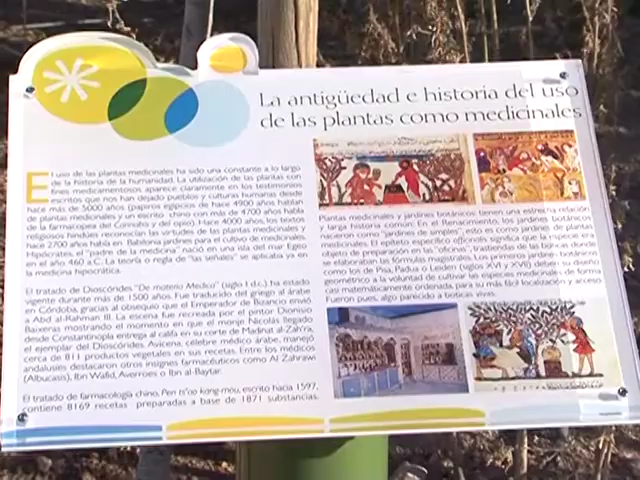 La antigüedad e historia del uso
de las plantas como medicinales
El uso de las plantas medicinales ha sido una constante a lo largo
de la historia de la humanidad. La utilización de las plantas con
fines medicamentosos aparece claramente en los testimonios
escritos que nos han dejado pueblos y culturas humanas desde
hace más de 5000 años (papiros egipcios de hace 4900 años hablan
de plantas medicinales y un escrito chino con más de 4700 años habla
de la farmacopea del Cannabis y del opio). Hace 4000 años, los textos
religiosos hindúes reconocían las virtudes de las plantas medicinales y
hace 2700 años había en Babilonia jardines para el cultivo de medicinales.
Hipócrates, el "padre de la medicina" nació en una isla del mar Egeo
en el año 460 a.C. La teoría o regla de "las señales" se aplicaba ya en
la medicina hipocrática.
El tratado de Dioscórides "De materia Medica" (siglo I d.c.) ha estado
vigente durante más de 1500 años. Fue traducido del griego al árabe
en Córdoba, gracias al obsequio que el Emperador de Bizancio envió
a Abd al-Rahman III. La escena fue recreada por el pintor Dionisio
Baixeras mostrando el momento en que el monje Nicolás llegado
desde Constantinopla entrega al califa en su corte de Madinat al-Zah'ra,
el ejemplar del Dioscórides. Avicena, célebre médico árabe, manejó
cerca de 811 productos vegetales en sus recetas. Entre los médicos
andalusíes destacaron otros insignes farmacéuticos como Al Zahrawi
(Albucasis), Ibn Wafid, Averroes o Ibn al-Baytar.
El tratado de farmacología chino, Pen ts'oo kang-mou, escrito hacia 1597,
contiene 8169 recetas preparadas a base de 1871 substancias.
Plantas medicinales y jardines botánicos tienen una estrecha relación
y larga historia común. En el Renacimiento, los jardines botánicos
nacieron como "jardines de simples", esto es como jardines de plantas
medicinales. El epíteto específico officinalis significa que la especie era
objeto de preparación en las "oficinas", trastiendas de las boticas donde
se elaboraban las fórmulas magistrales. Los primeros jardines botánicos
como los de Pisa, Padua o Leiden (siglos XVI y XVII) deben su diseño
geométrico a la voluntad de cultivar las especies medicinales de forma
casi matemáticamente ordenada, para su más fácil localización y acceso.
Fueron pues, algo parecido a boticas vivas.